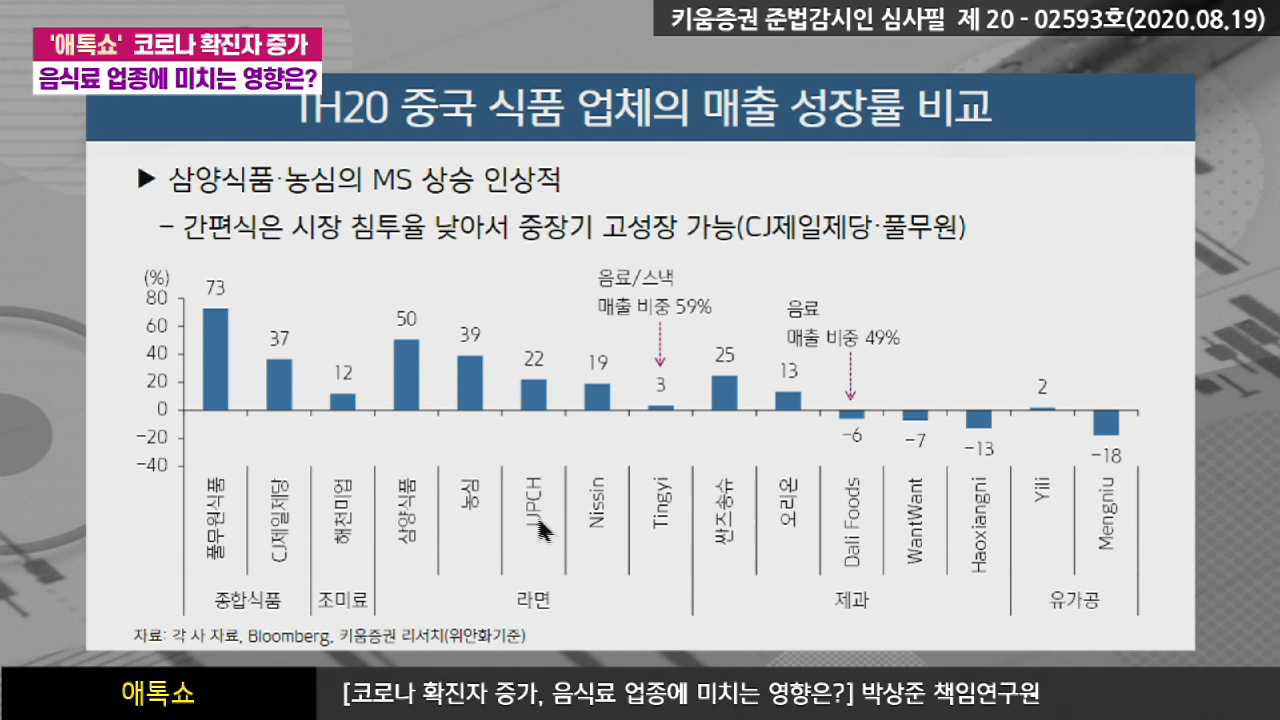 키움증권 준법감시인 심사필 제 20 - 02593호(2020.08.19)
'애톡쇼' 코로나 확진자 증가
음식료 업종에 미치는 영향은?
1H20 중국 식품 업체의 매출 성장률 비교
▶ 삼양식품·농심의 MS 상승 인상적
– 간편식은 시장 침투율 낮아서 중장기 고성장 가능(CJ제일제당·풀무원)
(%)
음료/스낵
매출 비중 59%
음료
매출 비중 49%
80
60
40
20
0
−20
−40
73
37
12
50
39
22
19
3
25
13
−6
−7
−13
2
−18
풀무원식품
CJ제일제당
해천미업
삼양식품
농심
UPCH
Nissin
Tingyi
싼즈송슈
오리온
Dali Foods
WantWant
Haoxiangni
Yili
Mengniu
종합식품
조미료
라면
제과
유가공
자료: 각 사 자료, Bloomberg, 키움증권 리서치(위안화기준)
애톡쇼
[코로나 확진자 증가, 음식료 업종에 미치는 영향은?] 박상준 책임연구원